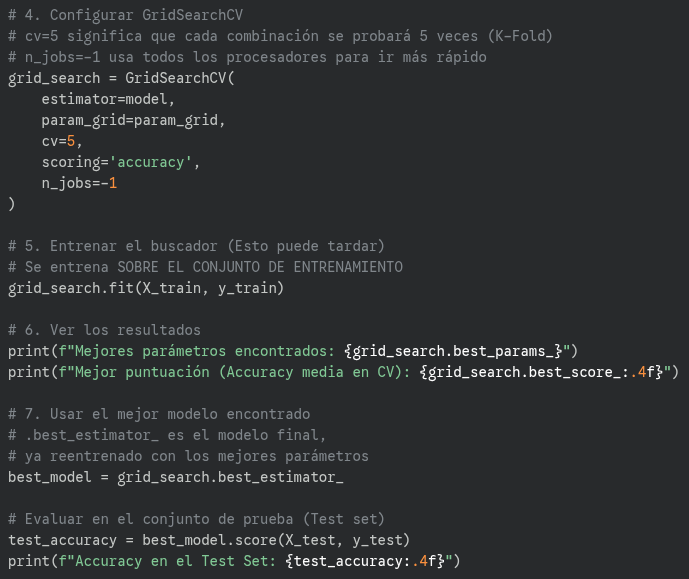 # 4. Configurar GridSearchCV
# cv=5 significa que cada combinación se probará 5 veces (K-Fold)
# n_jobs=-1 usa todos los procesadores para ir más rápido
grid_search = GridSearchCV(
    estimator=model,
    param_grid=param_grid,
    cv=5,
    scoring='accuracy',
    n_jobs=-1
)

# 5. Entrenar el buscador (Esto puede tardar)
# Se entrena SOBRE EL CONJUNTO DE ENTRENAMIENTO
grid_search.fit(X_train, y_train)

# 6. Ver los resultados
print(f"Mejores parámetros encontrados: {grid_search.best_params_}")
print(f"Mejor puntuación (Accuracy media en CV): {grid_search.best_score_:.4f}")

# 7. Usar el mejor modelo encontrado
# .best_estimator_ es el modelo final,
# ya reentrenado con los mejores parámetros
best_model = grid_search.best_estimator_

# Evaluar en el conjunto de prueba (Test set)
test_accuracy = best_model.score(X_test, y_test)
print(f"Accuracy en el Test Set: {test_accuracy:.4f}")